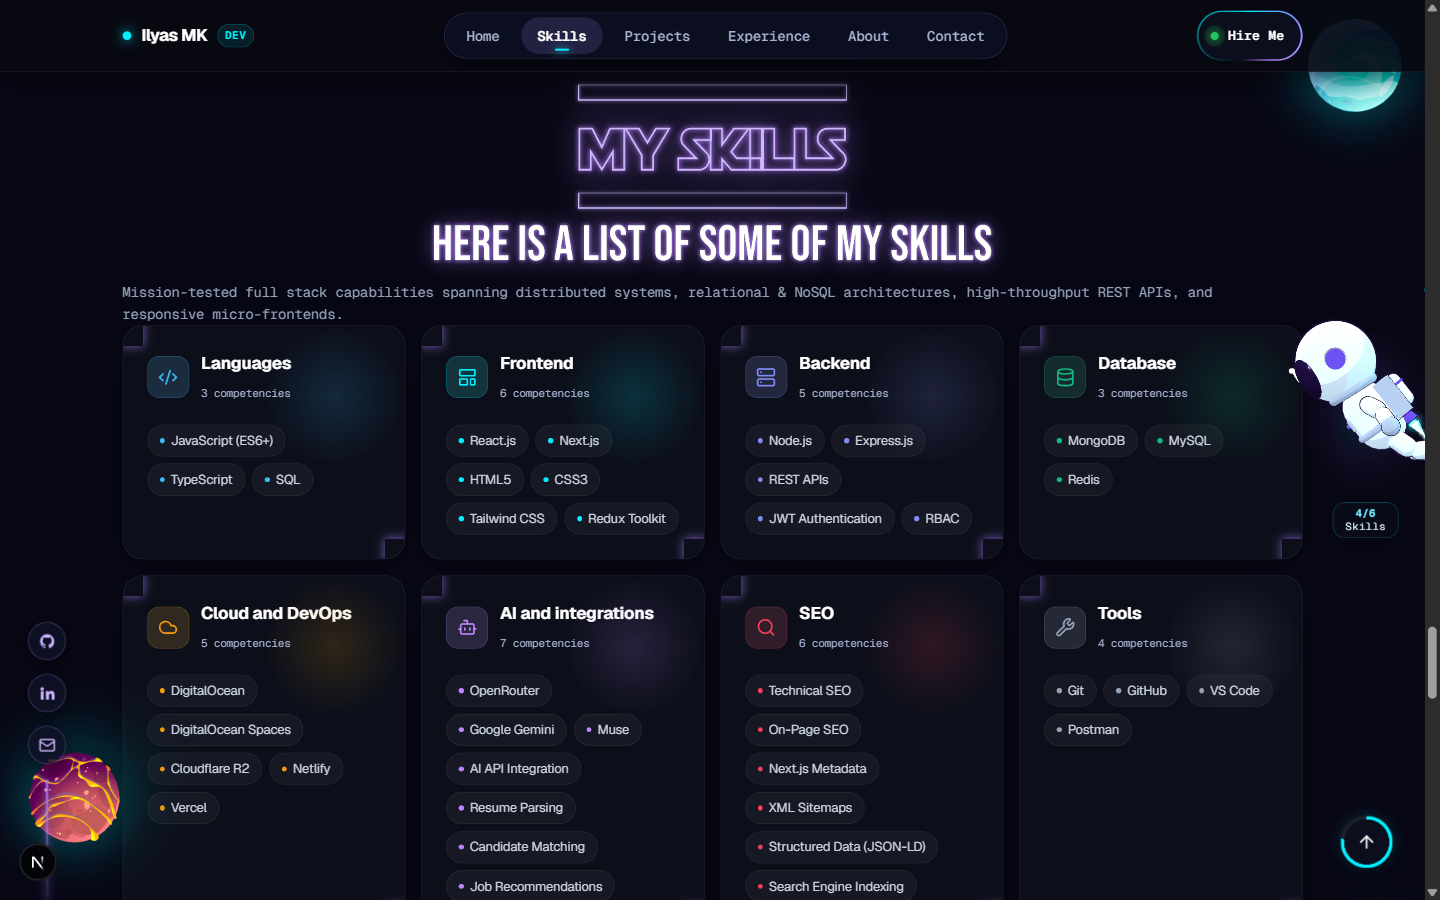 Ilyas MK DEV
Home Skills Projects Experience About Contact
Hire Me
MY SKILLS
HERE IS A LIST OF SOME OF MY SKILLS
Mission-tested full stack capabilities spanning distributed systems, relational & NoSQL architectures, high-throughput REST APIs, and
responsive micro-frontends.
Languages
3 competencies
JavaScript (ES6+)
TypeScript SQL
Frontend
6 competencies
React.js Next.js
HTML5 CSS3
Tailwind CSS Redux Toolkit
Backend
5 competencies
Node.js Express.js
REST APIs
JWT Authentication RBAC
Database
3 competencies
MongoDB MySQL
Redis
4/6
Skills
Cloud and DevOps
5 competencies
DigitalOcean
DigitalOcean Spaces
Cloudflare R2 Netlify
Vercel
AI and integrations
7 competencies
OpenRouter
Google Gemini Muse
AI API Integration
Resume Parsing
Candidate Matching
Job Recommendations
SEO
6 competencies
Technical SEO
On-Page SEO
Next.js Metadata
XML Sitemaps
Structured Data (JSON-LD)
Search Engine Indexing
Tools
4 competencies
Git GitHub VS Code
Postman
in
N